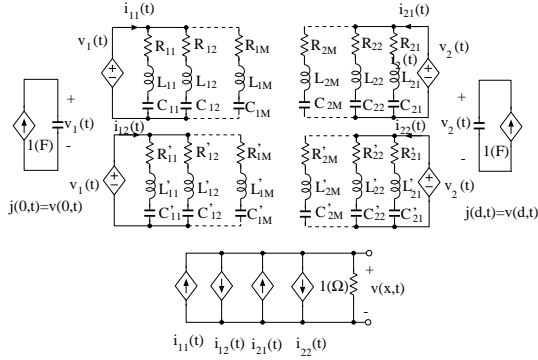 i11(t) i21(t)
v1(t) R11 R12 R1M R2M R22 R21 v2(t)
i2(t)
L11 L12 L1M L2M L22 L21
C11 C12 C1M C2M C22 C21
+ v1(t) - 1(F)
+ v2(t) - 1(F)
i12(t) i22(t)
v1(t) R'11 R'12 R'1M R'2M R'22 R'21 v2(t)
L'11 L'12 L'1M L'2M L'22 L'21
C'11 C'12 C'1M C'2M C'22 C'21
j(0,t)=v(0,t) j(d,t)=v(d,t)
1(Ω) + v(x,t) -
i11(t) i12(t) i21(t) i22(t)